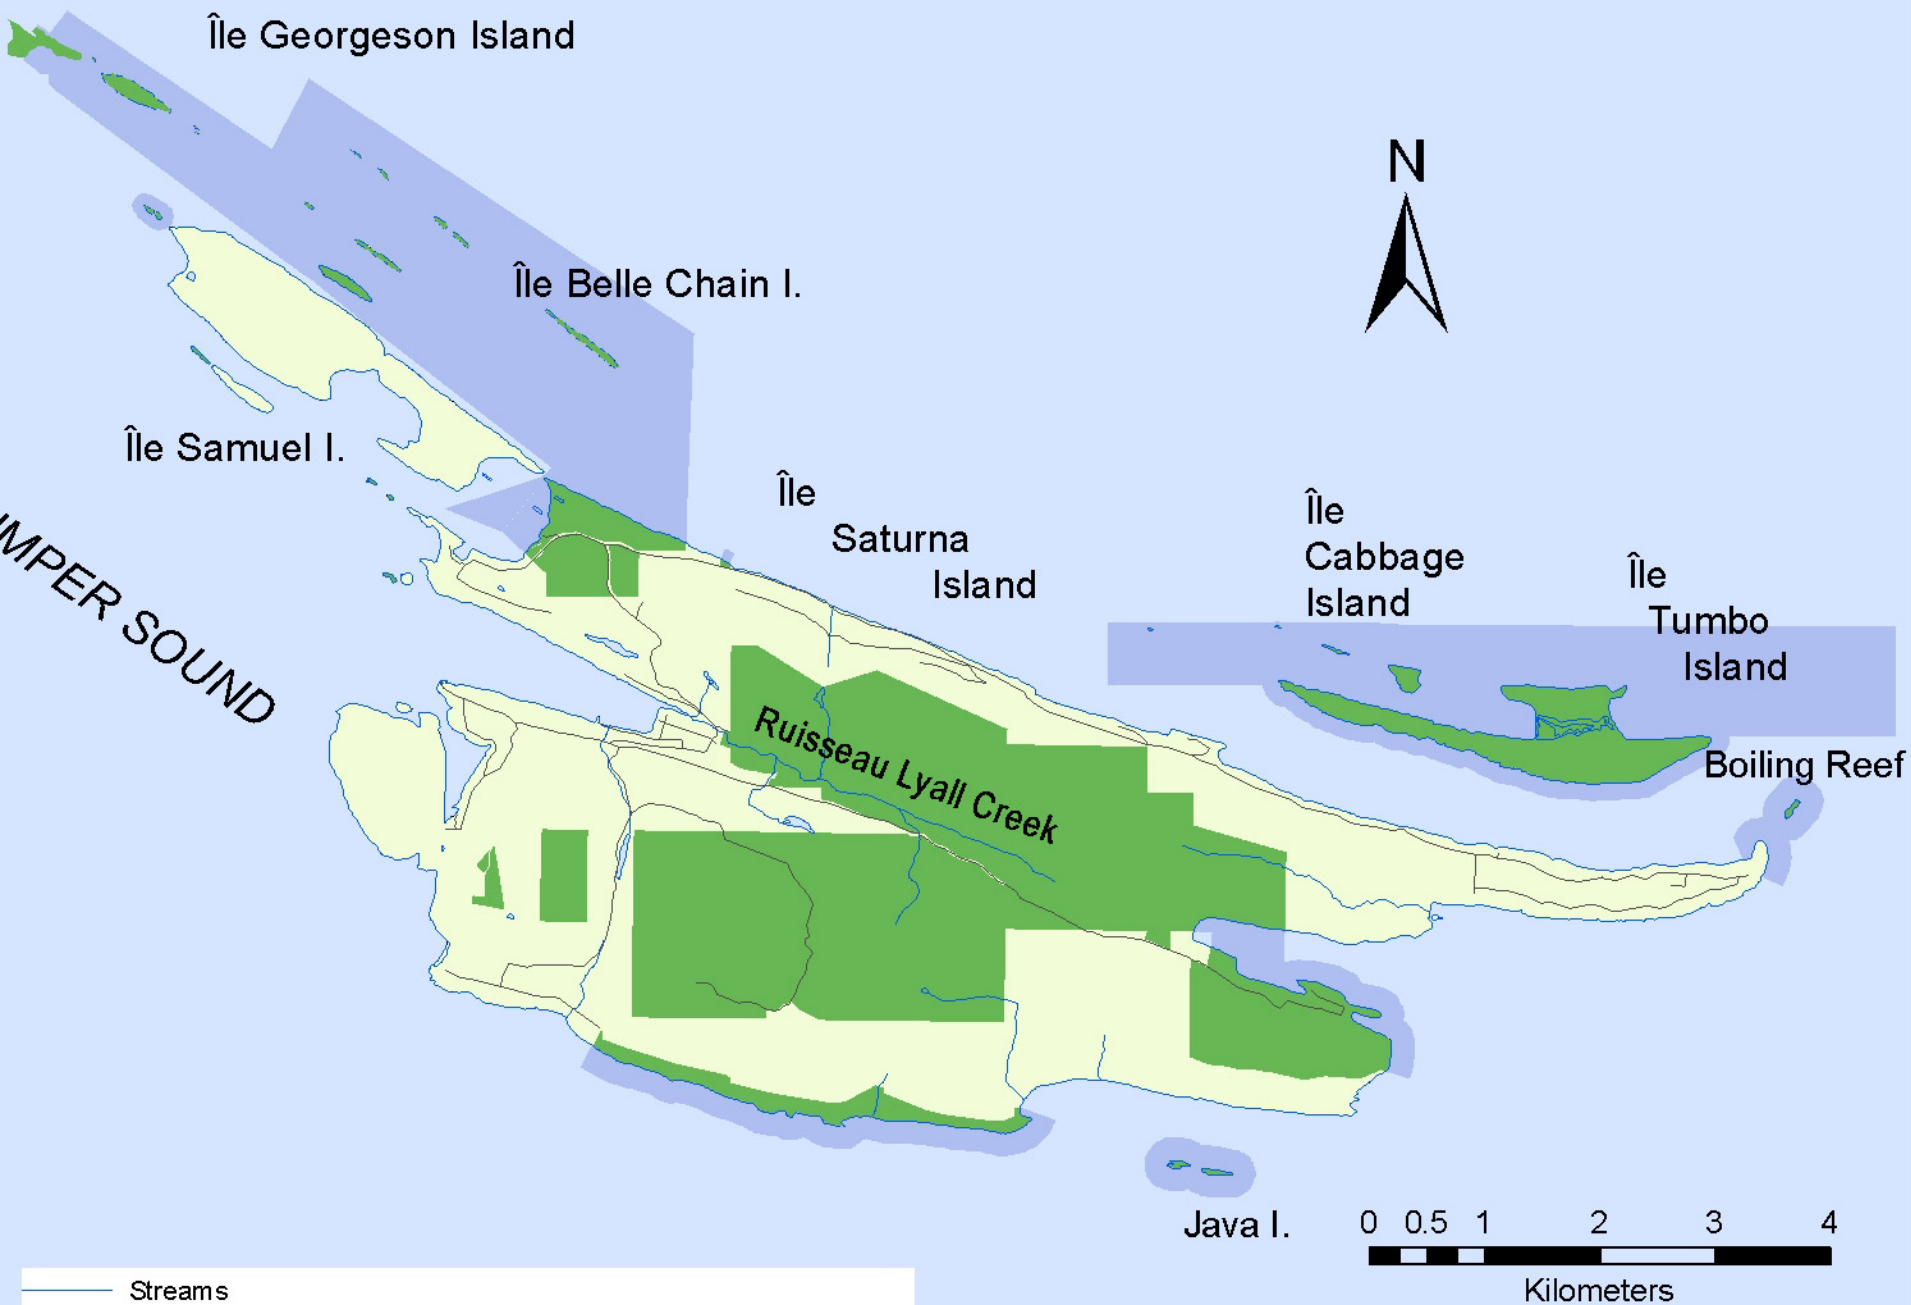 Île Georgeson Island
N
Île Belle Chain I.
Île Samuel I.
Île
Saturna
Island
Île
Cabbage
Island
Île
Tumbo
Island
SOUND
Boiling Reef
Ruisseau Lyall Creek
Java I.
0 0.5 1 2 3 4
Kilometers
Streams